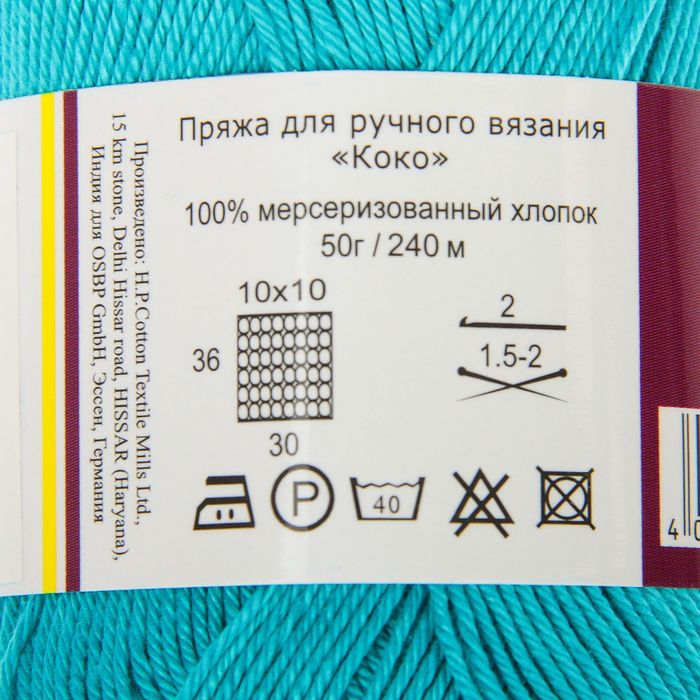 Пряжа для ручного вязания
«Коко»
100% мерсеризованный хлопок
50г / 240 м
10x10
36
30
2
1.5-2
P
40
Произведено: H.P.Cotton Textile Mills Ltd.,
15 km stone, Delhi Hissar road, HISSAR (Haryana),
Индия для OSBP GmbH, Эссен, Германия
4